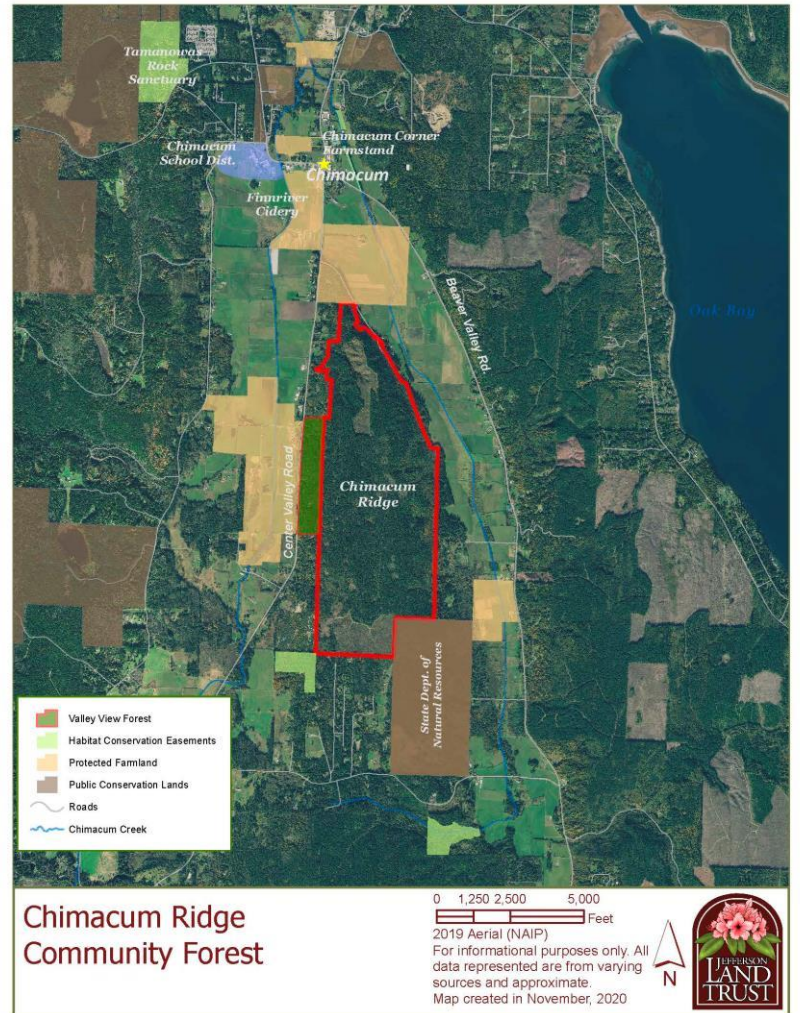 Tamanowas
Rock
Sanctuary
Chimacum
School Dist.
Chimacum Corner
Farmstand
Chimacum
Finnriver
Cidery
Beaver Valley Rd
Oak Bay
Center Valley Road
Chimacum
Ridge
State Dept. of
Natural Resources
Valley View Forest
Habitat Conservation Easements
Protected Farmland
Public Conservation Lands
Roads
Chimacum Creek
Chimacum Ridge
Community Forest
0 1,250 2,500 5,000
Feet
2019 Aerial (NAIP)
For informational purposes only. All
data represented are from varying
sources and approximate.
Map created in November, 2020
N
JEFFERSON
LAND
TRUST